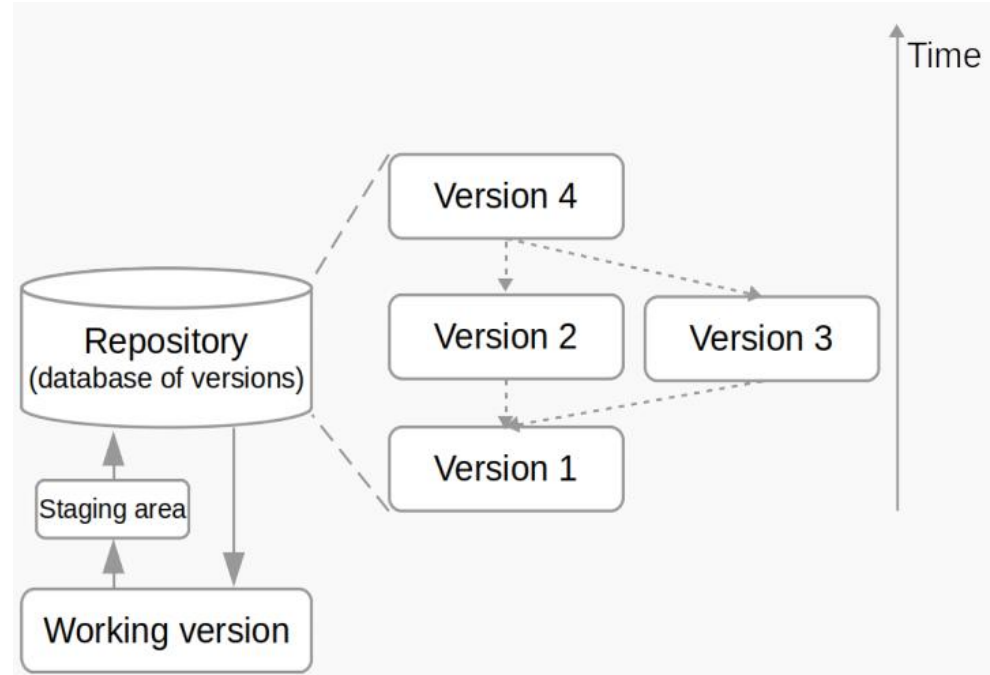 Time
Version 4
Version 2
Version 3
Version 1
Repository
(database of versions)
Staging area
Working version